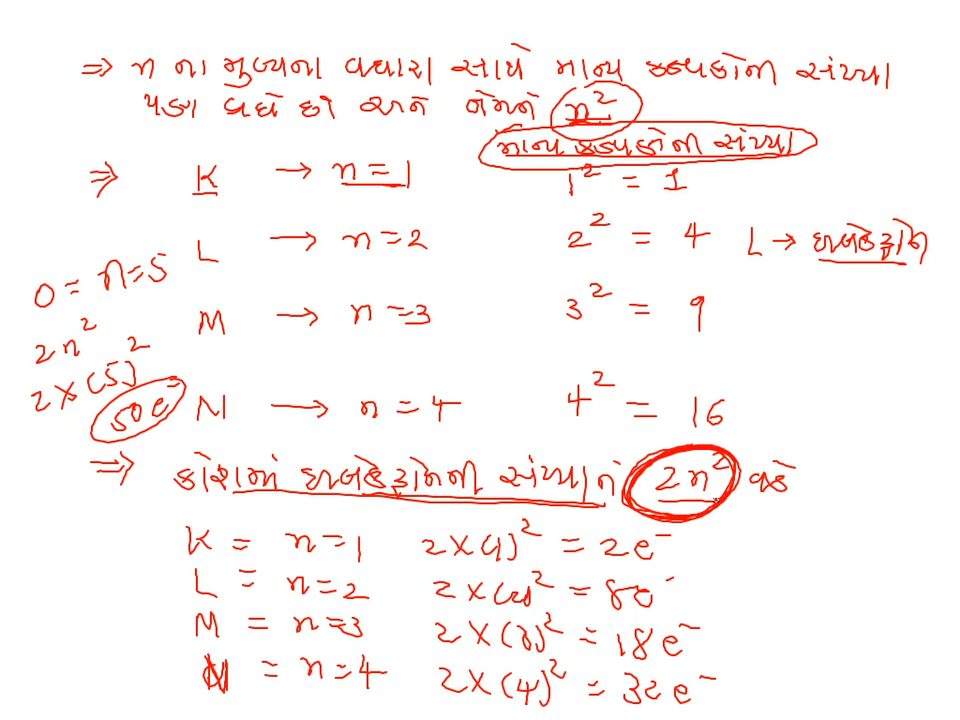 ⇒ n ના મુલ્યના વધારા સાથે માન્ય કક્ષકોની સંખ્યા
પણ વધે છે અને તેમને n²
માન્ય કક્ષકોની સંખ્યા
⇒ K → n = 1 1² = 1
L → n = 2 2² = 4 L → ઇલેક્ટ્રોન
M → n = 3 3² = 9
N → n = 4 4² = 16
O = n = 5
2n²
2 × (5)²
50e⁻
⇒ કોશમાં ઇલેક્ટ્રોનની સંખ્યાને 2n² વડે
K = n = 1 2 × (1)² = 2e⁻
L = n = 2 2 × (2)² = 8e⁻
M = n = 3 2 × (3)² = 18e⁻
N = n = 4 2 × (4)² = 32e⁻